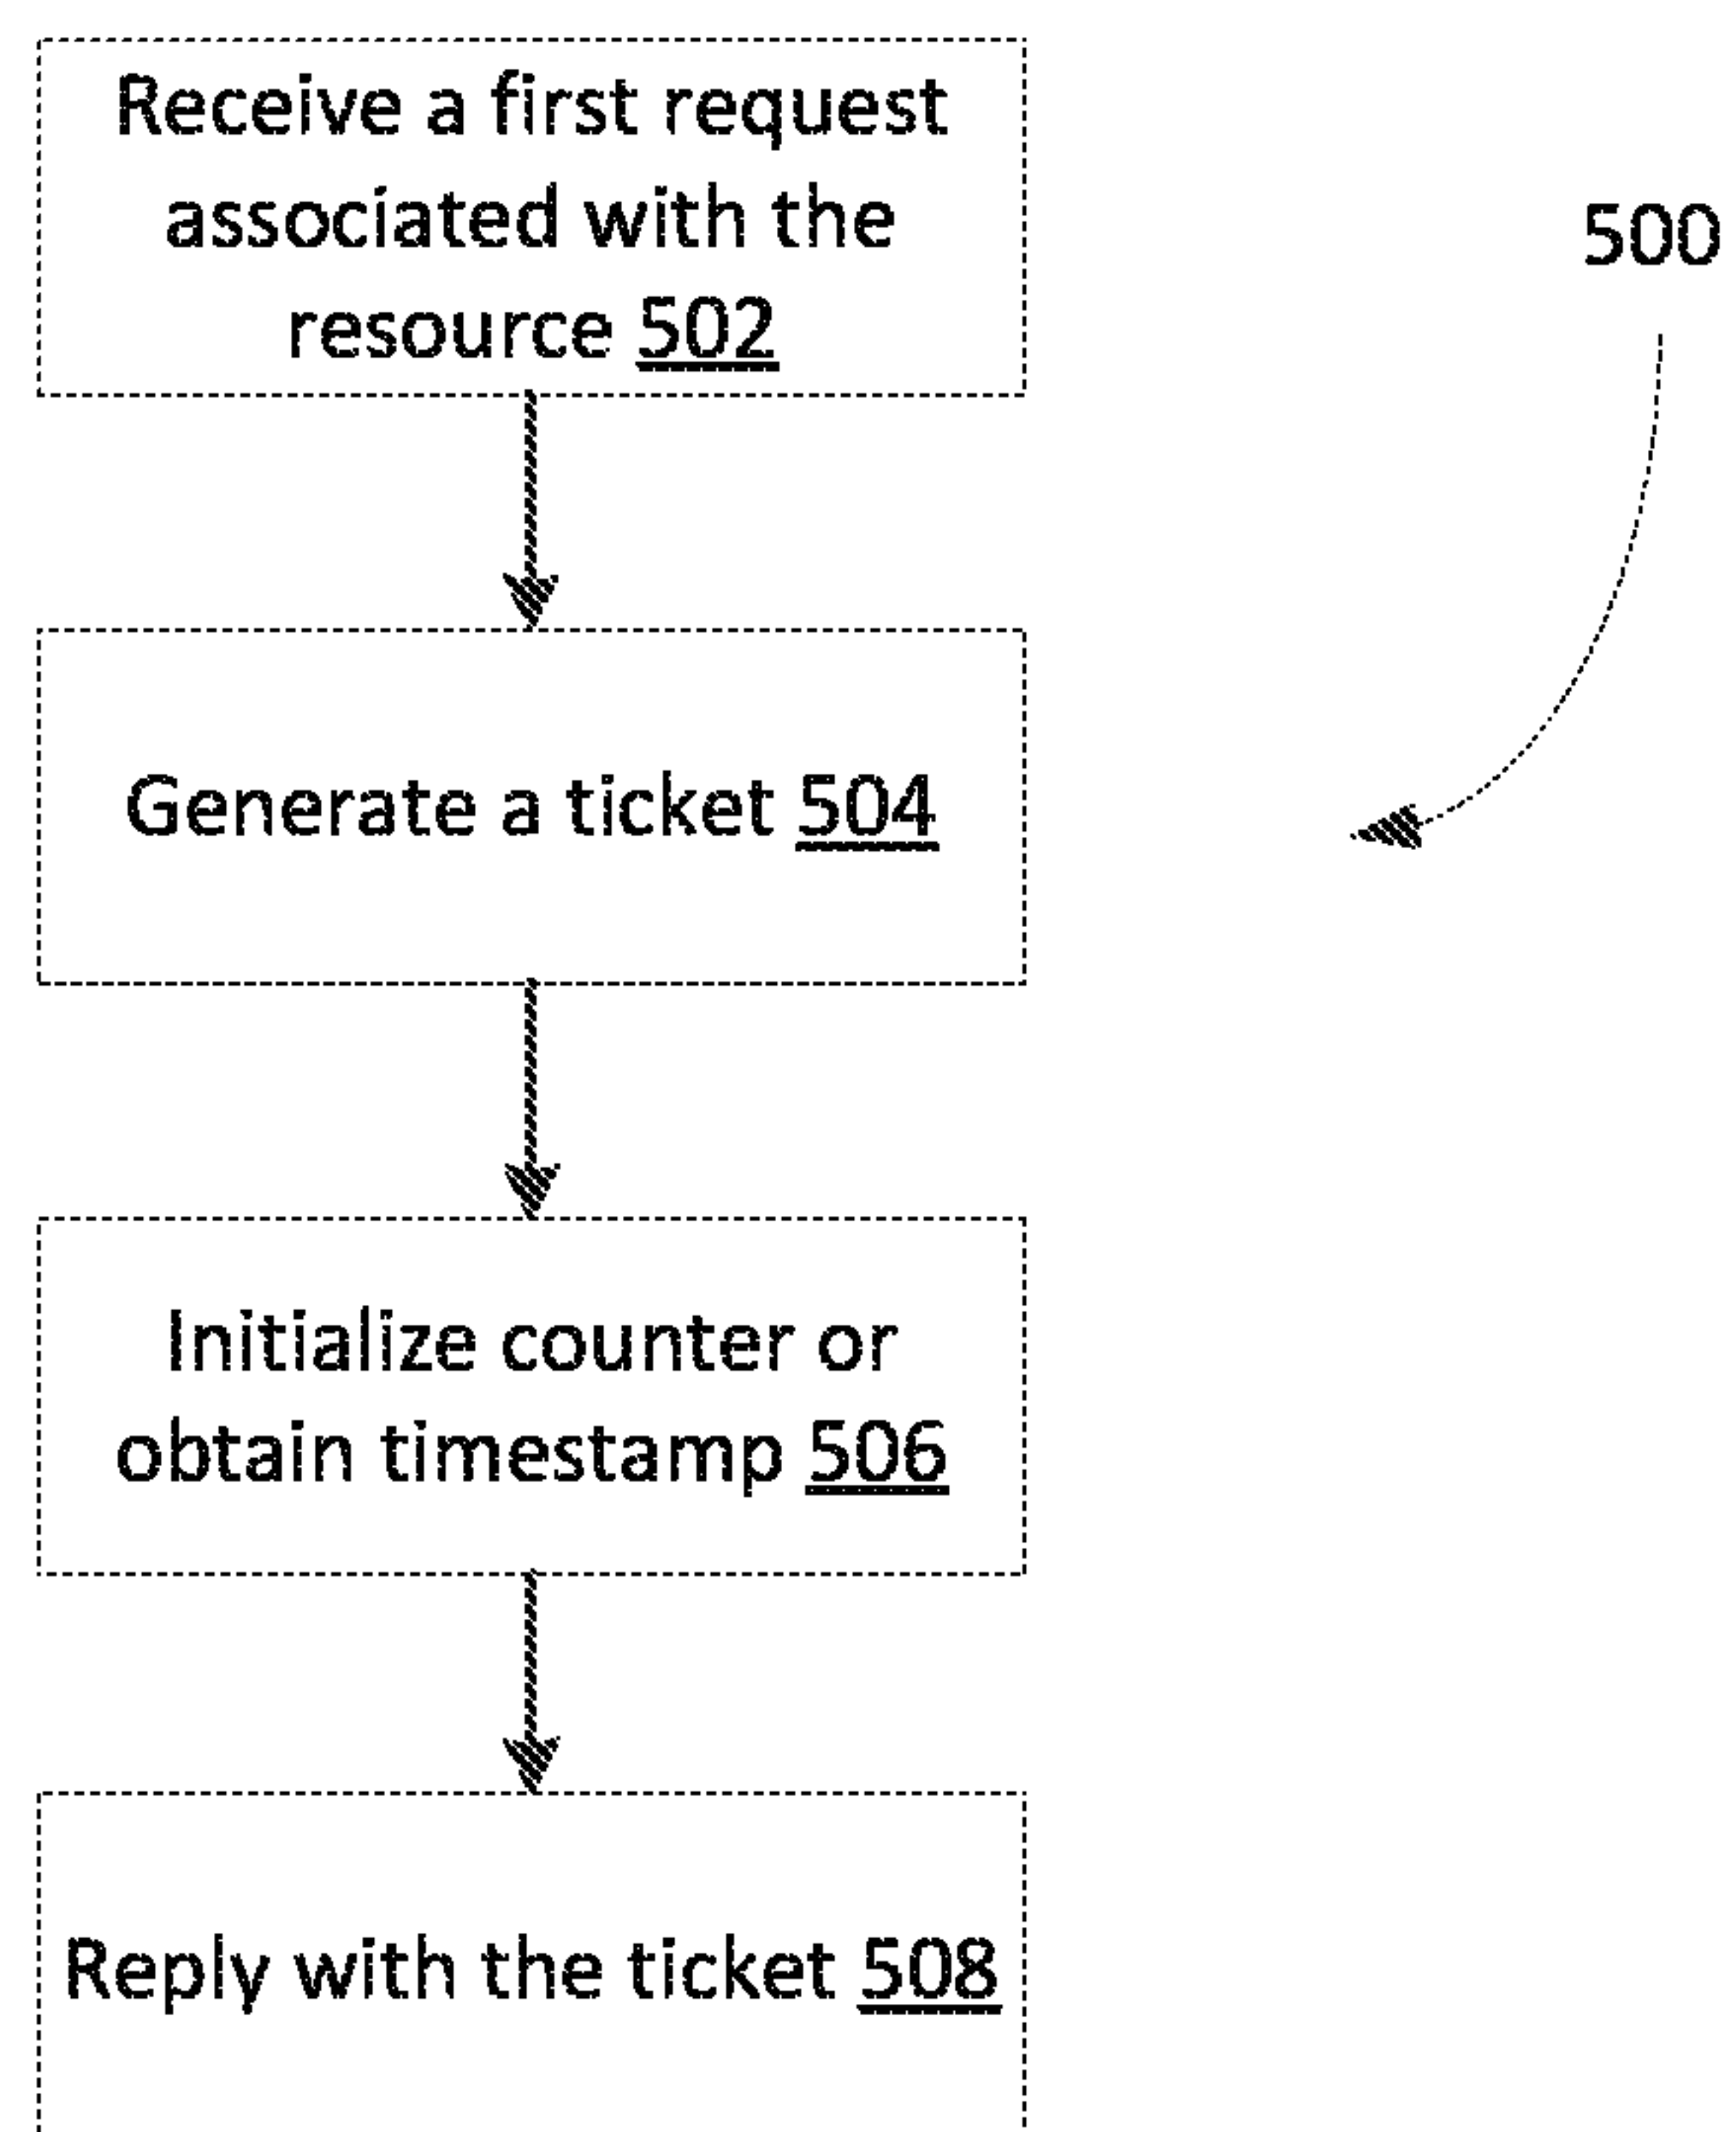 Receive a first request
associated with the
resource 502
500
Generate a ticket 504
Initialize counter or
obtain timestamp 506
Reply with the ticket 508